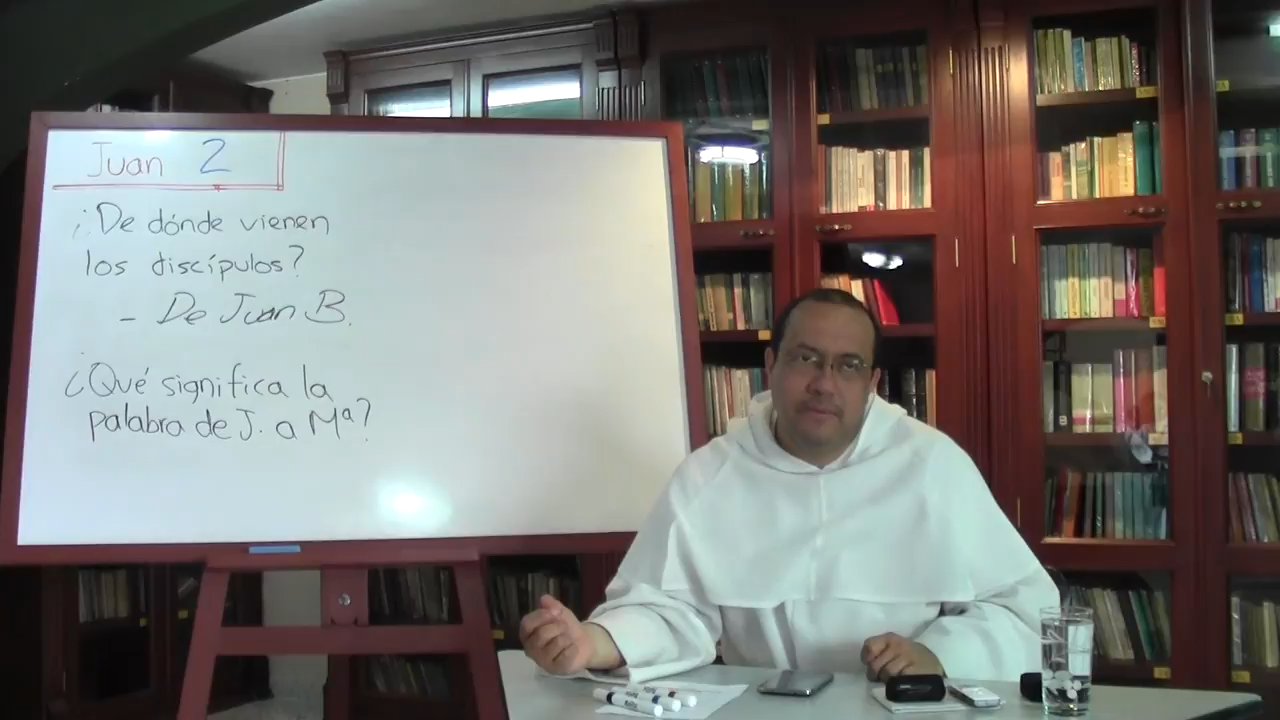 Juan 2
¿De dónde vienen
los discípulos?
- De Juan B.
¿Qué significa la
palabra de J. a Mª?